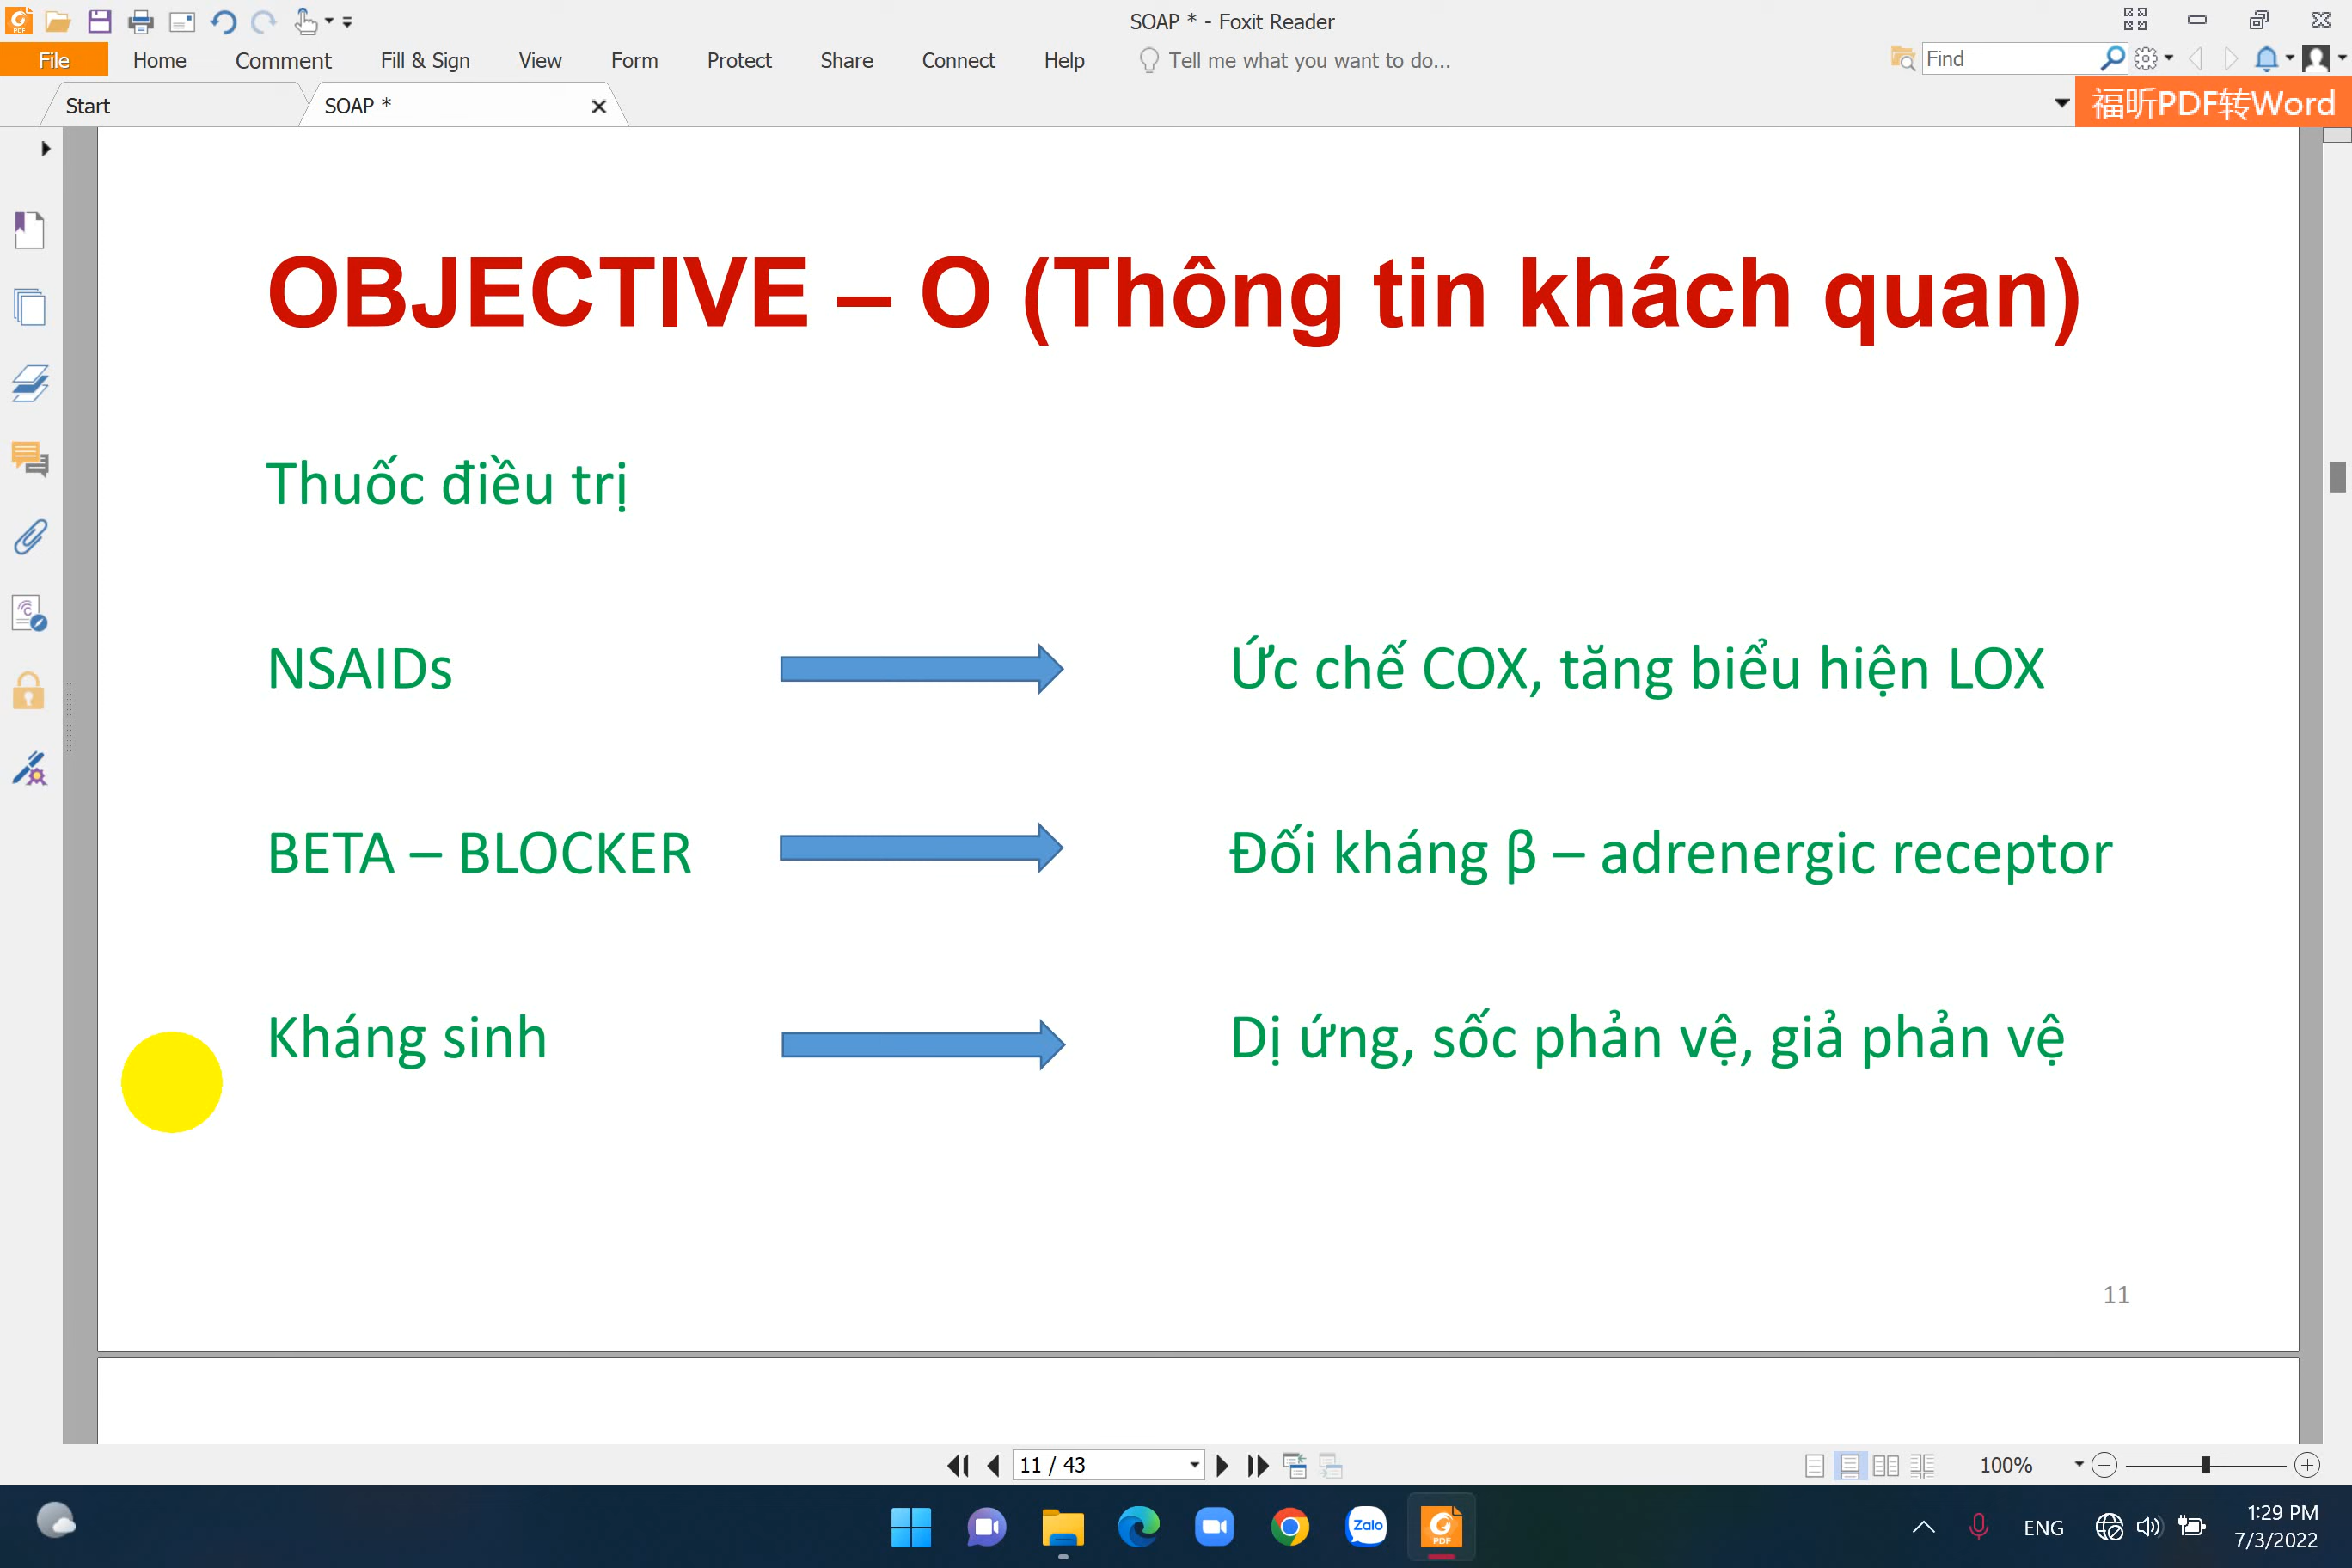 SOAP * - Foxit Reader
File Home Comment Fill & Sign View Form Protect Share Connect Help Tell me what you want to do... Find
Start SOAP * 福昕PDF转Word
OBJECTIVE – O (Thông tin khách quan)
Thuốc điều trị
NSAIDs Ức chế COX, tăng biểu hiện LOX
BETA – BLOCKER Đối kháng β – adrenergic receptor
Kháng sinh Dị ứng, sốc phản vệ, giả phản vệ
11
11 / 43 100%
Zalo PDF ENG 1:29 PM
7/3/2022